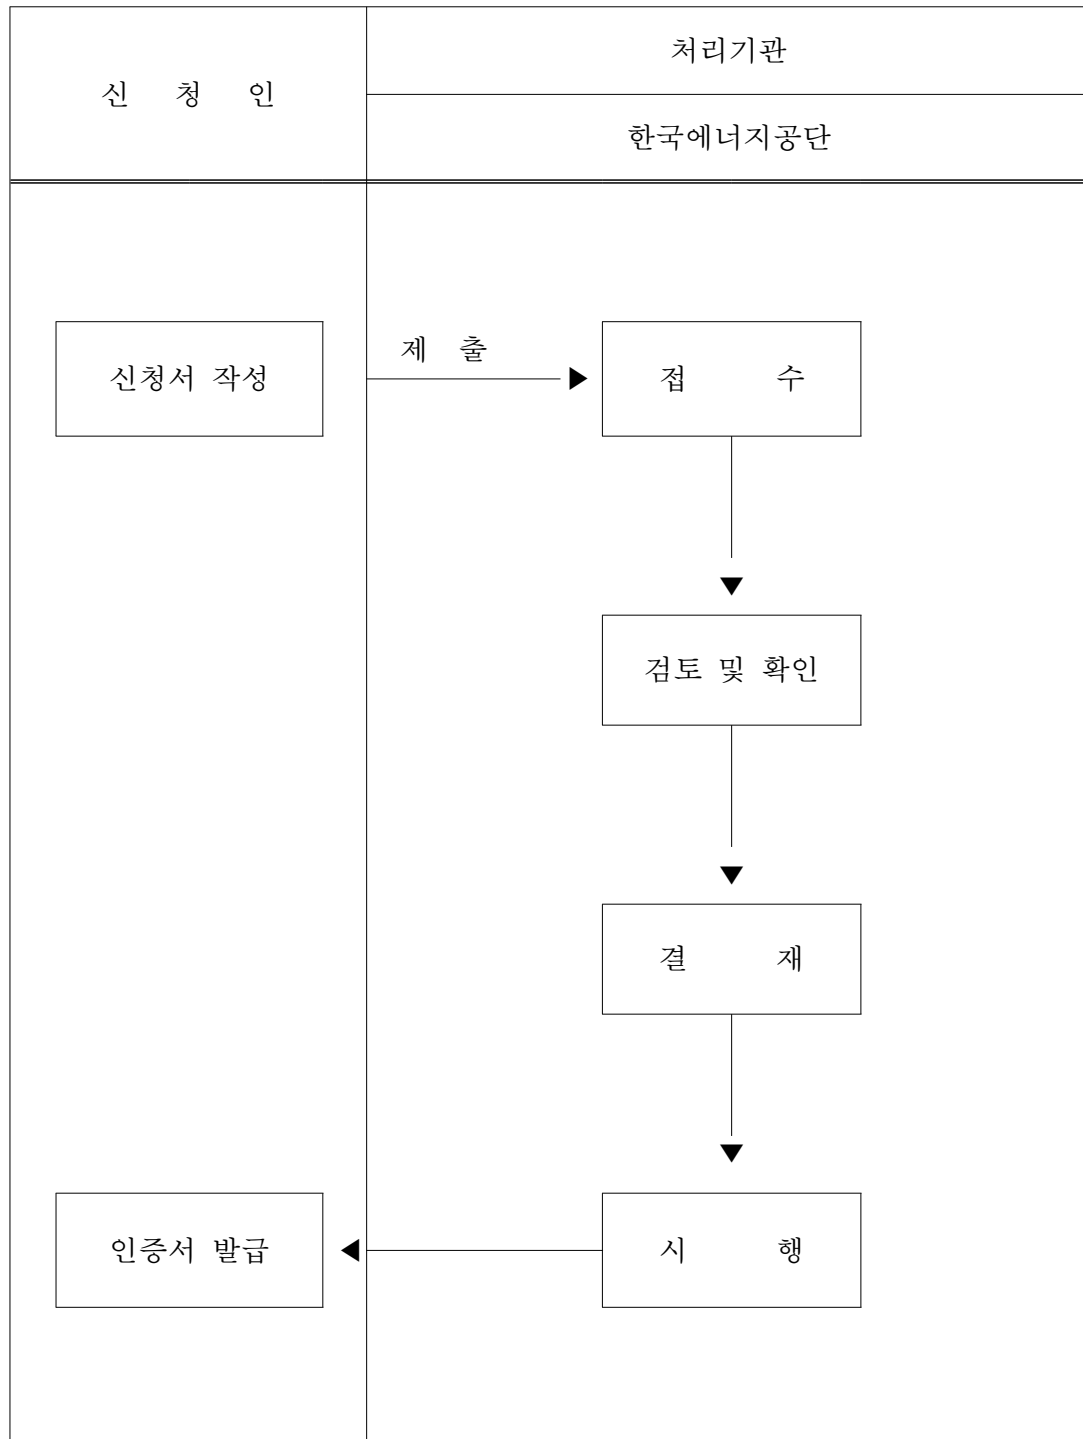 처리기관
신 청 인
한국에너지공단
제 출
신청서 작성
접 수
검토 및 확인
결 재
인증서 발급
시 행